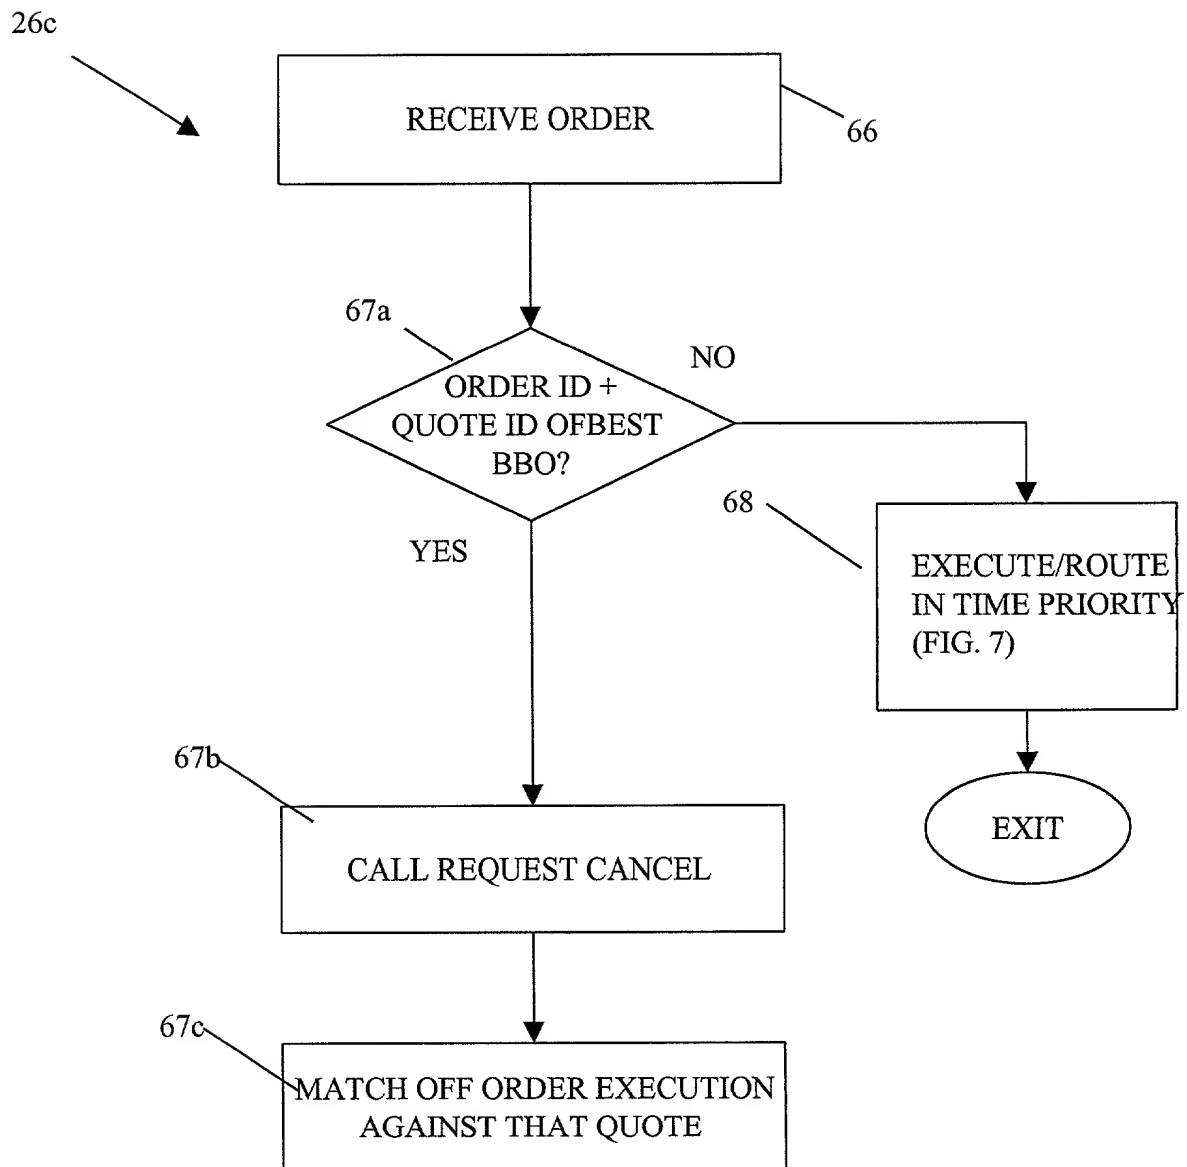 26c
RECEIVE ORDER
66
67a
NO
ORDER ID +
QUOTE ID OFBEST
BBO?
68
YES
EXECUTE/ROUTE
IN TIME PRIORITY
(FIG. 7)
67b
EXIT
CALL REQUEST CANCEL
67c
MATCH OFF ORDER EXECUTION
AGAINST THAT QUOTE